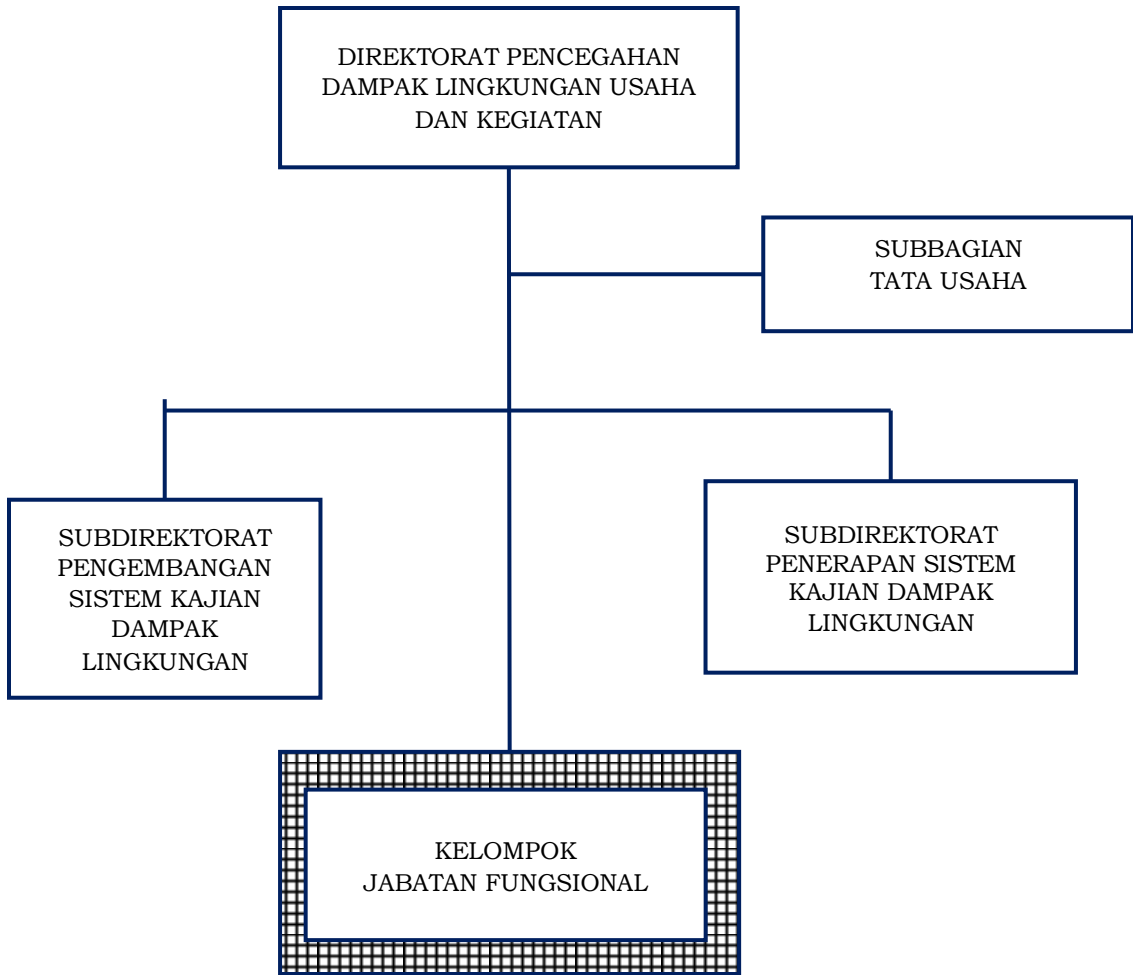 DIREKTORAT PENCEGAHAN
DAMPAK LINGKUNGAN USAHA
DAN KEGIATAN
SUBBAGIAN
TATA USAHA
SUBDIREKTORAT
PENGEMBANGAN
SISTEM KAJIAN
DAMPAK
LINGKUNGAN
SUBDIREKTORAT
PENERAPAN SISTEM
KAJIAN DAMPAK
LINGKUNGAN
KELOMPOK
JABATAN FUNGSIONAL